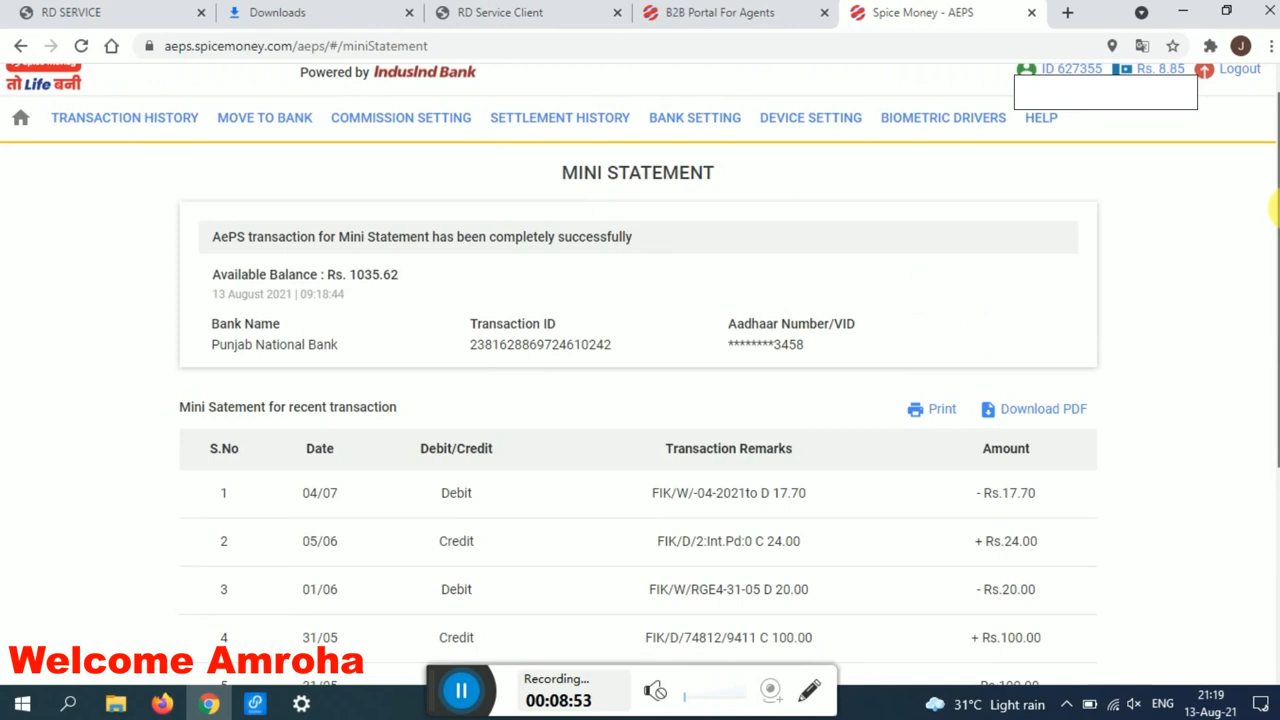 RD SERVICE
Downloads
RD Service Client
B2B Portal For Agents
Spice Money - AEPS
aeps.spicemoney.com/aeps/#/miniStatement
J
तो Life बनी
Powered by IndusInd Bank
ID 627355
Rs. 8.85
Logout
TRANSACTION HISTORY
MOVE TO BANK
COMMISSION SETTING
SETTLEMENT HISTORY
BANK SETTING
DEVICE SETTING
BIOMETRIC DRIVERS
HELP
MINI STATEMENT
AePS transaction for Mini Statement has been completely successfully
Available Balance : Rs. 1035.62
13 August 2021 | 09:18:44
Bank Name Transaction ID Aadhaar Number/VID
Punjab National Bank 2381628869724610242 ********3458
Mini Satement for recent transaction
Print
Download PDF
S.No Date Debit/Credit Transaction Remarks Amount
1 04/07 Debit FIK/W/-04-2021to D 17.70 - Rs.17.70
2 05/06 Credit FIK/D/2:Int.Pd:0 C 24.00 + Rs.24.00
3 01/06 Debit FIK/W/RGE4-31-05 D 20.00 - Rs.20.00
4 31/05 Credit FIK/D/74812/9411 C 100.00 + Rs.100.00
Welcome Amroha
Recording...
00:08:53
31°C Light rain
ENG
21:19
13-Aug-21